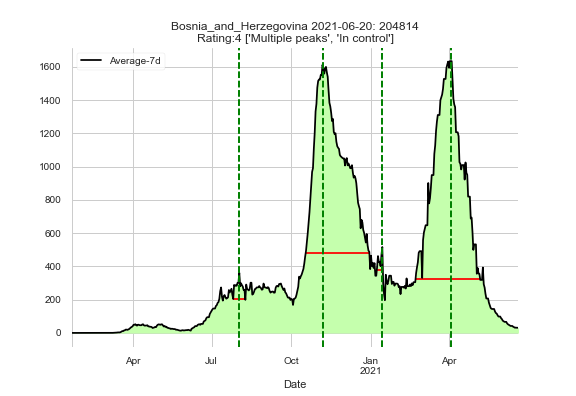 Bosnia_and_Herzegovina 2021-06-20: 204814
Rating:4 ['Multiple peaks', 'In control']
Average-7d
1600
1400
1200
1000
800
600
400
200
0
Apr
Jul
Oct
Jan
2021
Apr
Date